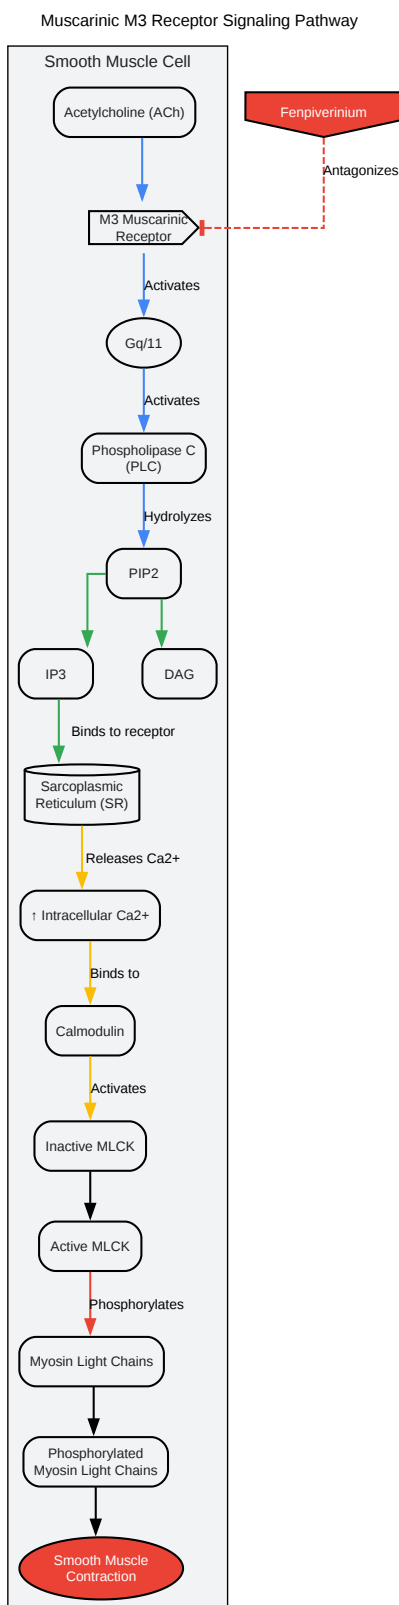 Muscarinic M3 Receptor Signaling Pathway
Smooth Muscle Cell
Acetylcholine (ACh)
Fenpiverinium
Antagonizes
M3 Muscarinic
Receptor
Activates
Gq/11
Activates
Phospholipase C
(PLC)
Hydrolyzes
PIP2
IP3
DAG
Binds to receptor
Sarcoplasmic
Reticulum (SR)
Releases Ca2+
↑ Intracellular Ca2+
Binds to
Calmodulin
Activates
Inactive MLCK
Active MLCK
Phosphorylates
Myosin Light Chains
Phosphorylated
Myosin Light Chains
Smooth Muscle
Contraction